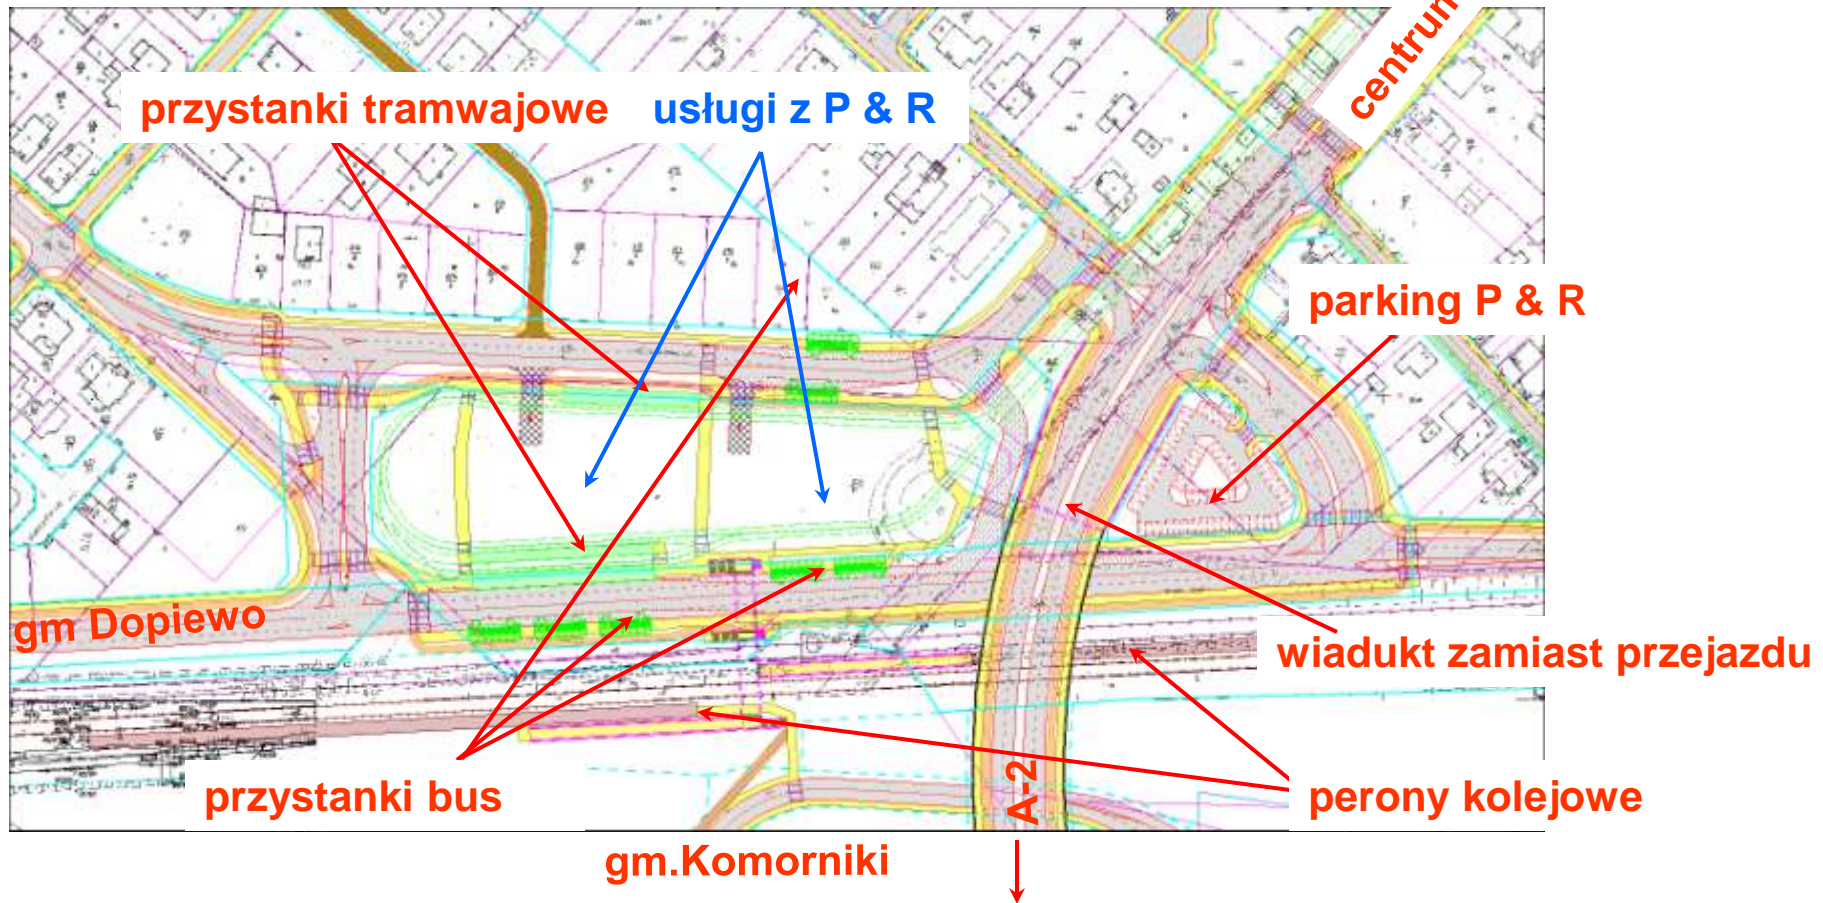 centrum
przystanki tramwajowe
usługi z P & R
parking P & R
gm Dopiewo
wiadukt zamiast przejazdu
przystanki bus
A-2
perony kolejowe
gm.Komorniki